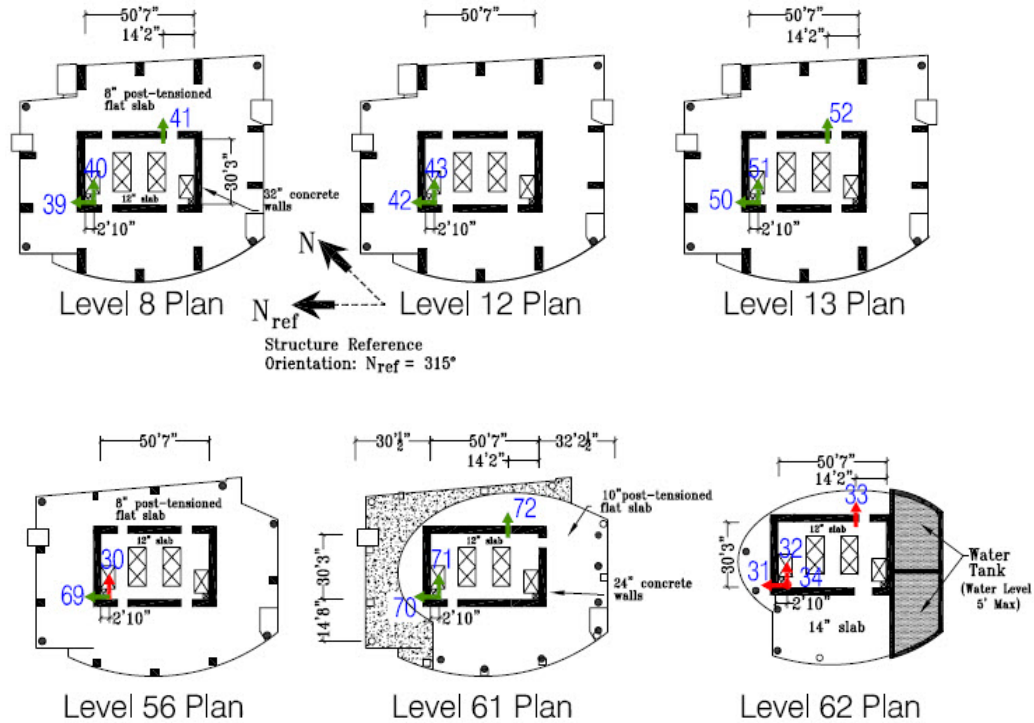 50'7"
14'2"
8" post-tensioned
flat slab
41
40
39
12" slab
30'3"
32" concrete
walls
2'10"
Level 8 Plan
50'7"
43
42
2'10"
Level 12 Plan
50'7"
14'2"
52
51
50
2'10"
Level 13 Plan
N
Nref
Structure Reference
Orientation: Nref = 315°
50'7"
8" post-tensioned
flat slab
12" slab
30
69
2'10"
Level 56 Plan
30'½"
50'7"
32'2½"
14'2"
10"post-tensioned
flat slab
72
12" slab
71
70
30'3"
14'8"
24" concrete
walls
2'10"
Level 61 Plan
50'7"
14'2"
33
12" slab
30'3"
32
31
34
2'10"
14" slab
Water
Tank
(Water Level
5' Max)
Level 62 Plan